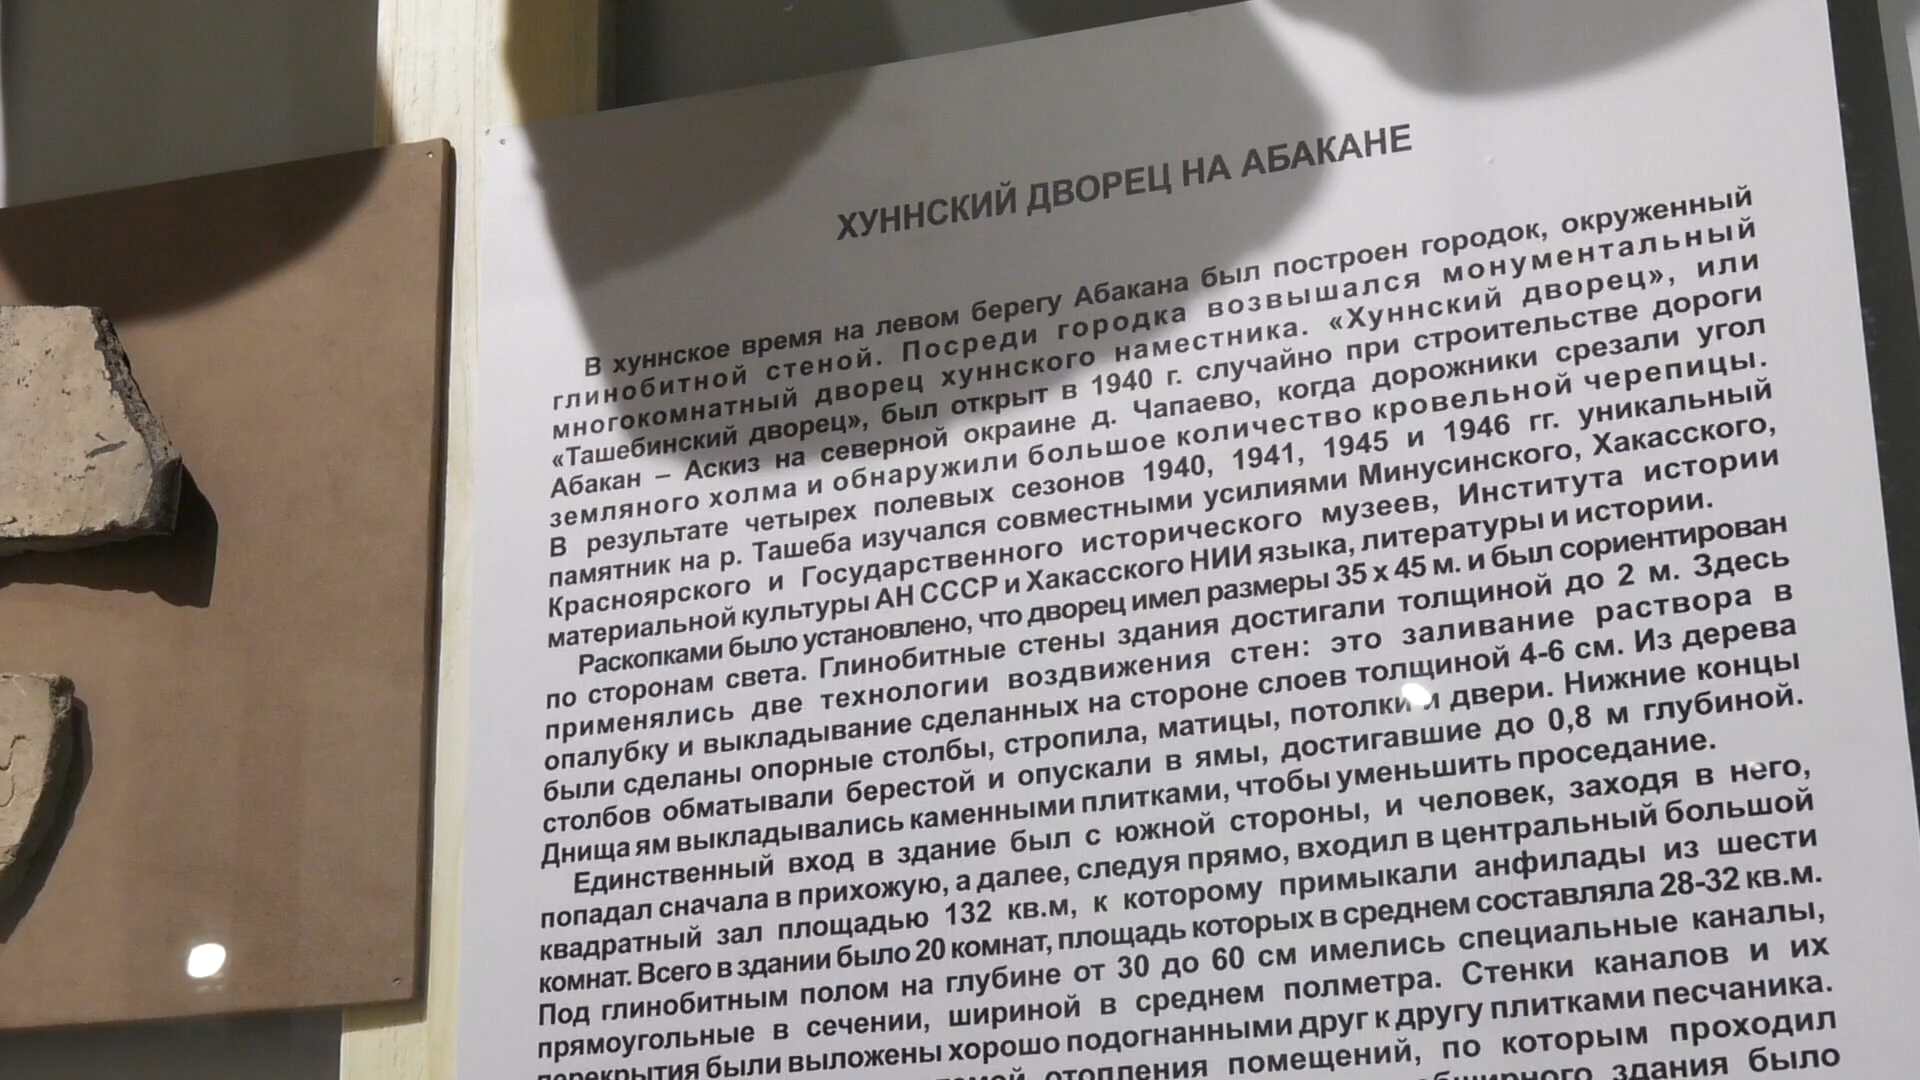 ХУННСКИЙ ДВОРЕЦ НА АБАКАНЕ
В хуннское время на левом берегу Абакана был построен городок, окруженный
глинобитной стеной. Посреди городка возвышался монументальный
многокомнатный дворец хуннского наместника. «Хуннский дворец», или
«Ташебинский дворец», был открыт в 1940 г. случайно при строительстве дороги
Абакан – Аскиз на северной окраине д. Чапаево, когда дорожники срезали угол
земляного холма и обнаружили большое количество кровельной черепицы.
В результате четырех полевых сезонов 1940, 1941, 1945 и 1946 гг. уникальный
памятник на р. Ташеба изучался совместными усилиями Минусинского, Хакасского,
Красноярского и Государственного исторического музеев, Института истории
материальной культуры АН СССР и Хакасского НИИ языка, литературы и истории.
Раскопками было установлено, что дворец имел размеры 35 х 45 м. и был сориентирован
по сторонам света. Глинобитные стены здания достигали толщиной до 2 м. Здесь
применялись две технологии воздвижения стен: это заливание раствора в
опалубку и выкладывание сделанных на стороне слоев толщиной 4-6 см. Из дерева
были сделаны опорные столбы, стропила, матицы, потолки и двери. Нижние концы
столбов обматывали берестой и опускали в ямы, достигавшие до 0,8 м глубиной.
Днища ям выкладывались каменными плитками, чтобы уменьшить проседание.
Единственный вход в здание был с южной стороны, и человек, заходя в него,
попадал сначала в прихожую, а далее, следуя прямо, входил в центральный большой
квадратный зал площадью 132 кв.м, к которому примыкали анфилады из шести
комнат. Всего в здании было 20 комнат, площадь которых в среднем составляла 28-32 кв.м.
Под глинобитным полом на глубине от 30 до 60 см имелись специальные каналы,
прямоугольные в сечении, шириной в среднем полметра. Стенки каналов и их
перекрытия были выложены хорошо подогнанными друг к другу плитками песчаника.
отопления помещений, по которым проходил
здания было